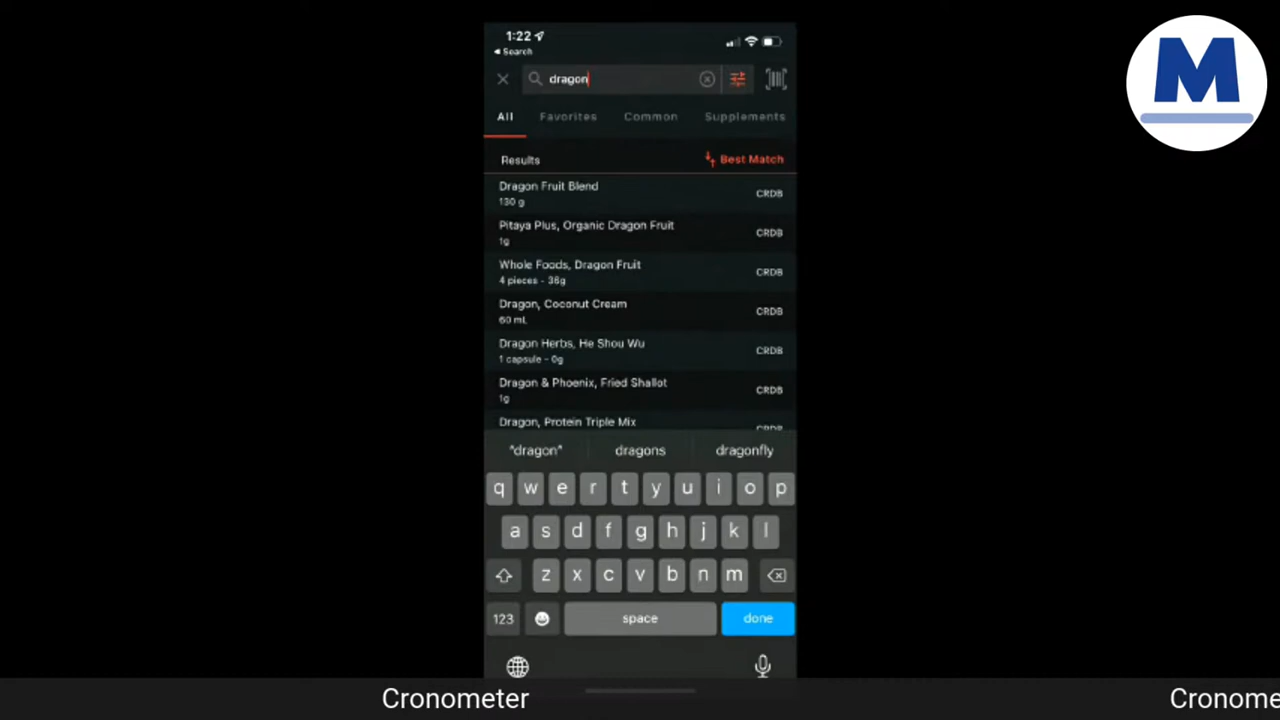 1:22
Search
M
dragon
All Favorites Common Supplements
Results Best Match
Dragon Fruit Blend
130 g
CRDB
Pitaya Plus, Organic Dragon Fruit
1g
CRDB
Whole Foods, Dragon Fruit
4 pieces - 36g
CRDB
Dragon, Coconut Cream
60 mL
CRDB
Dragon Herbs, He Shou Wu
1 capsule - 0g
CRDB
Dragon & Phoenix, Fried Shallot
1g
CRDB
Dragon, Protein Triple Mix
CRDB
"dragon" dragons dragonfly
q w e r t y u i o p
a s d f g h j k l
z x c v b n m
123 space done
Cronometer Cronome